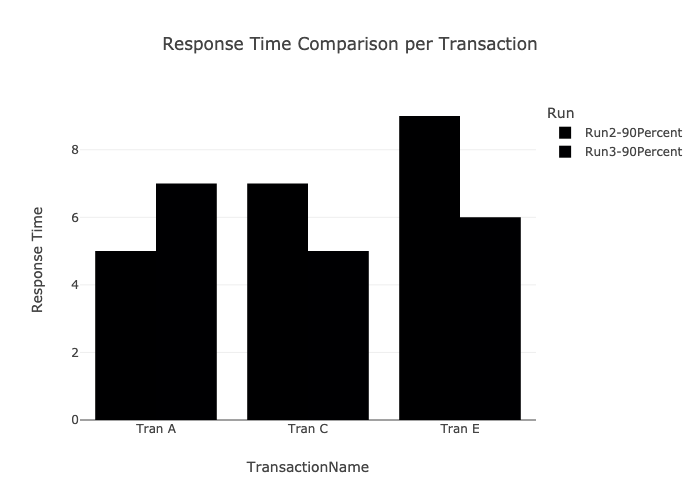 Response Time Comparison per Transaction
Run
Run2-90Percent
Run3-90Percent
Response Time
8
6
4
2
0
Tran A
Tran C
Tran E
TransactionName